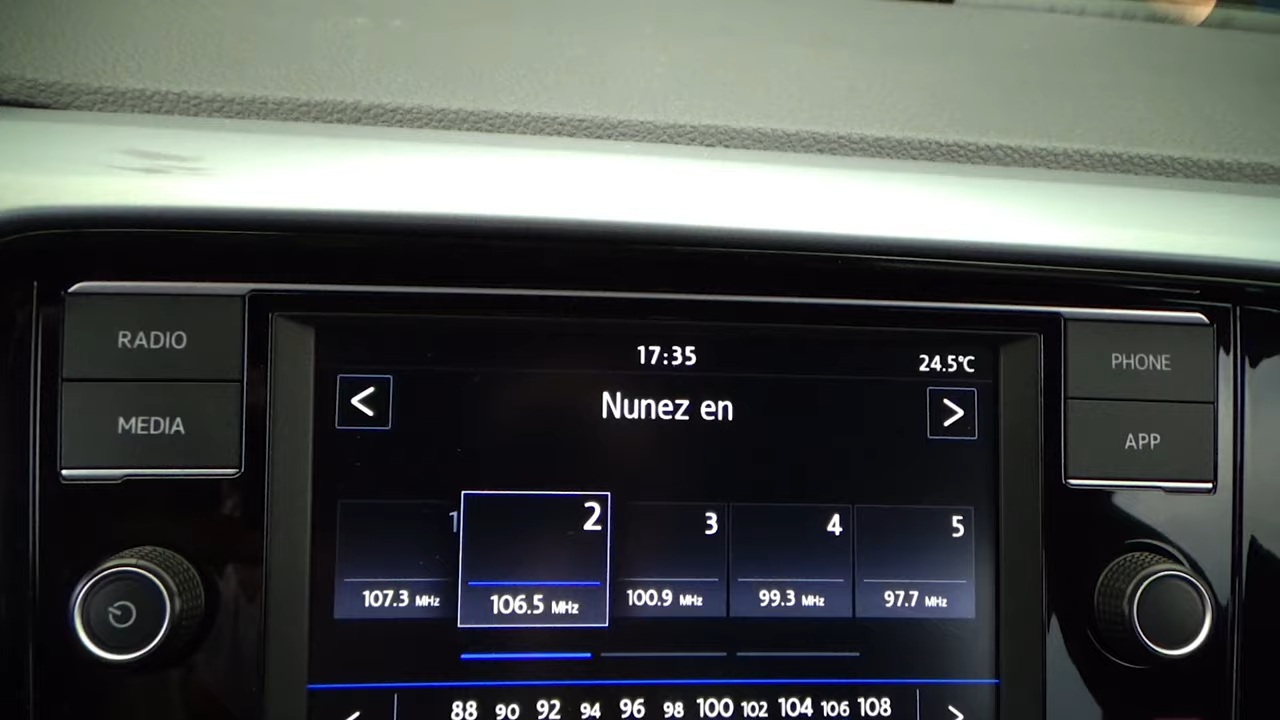 RADIO
MEDIA
PHONE
APP
17:35
24.5°C
<
Nunez en
>
1
2
3
4
5
107.3 MHz
106.5 MHz
100.9 MHz
99.3 MHz
97.7 MHz
88 90 92 94 96 98 100 102 104 106 108